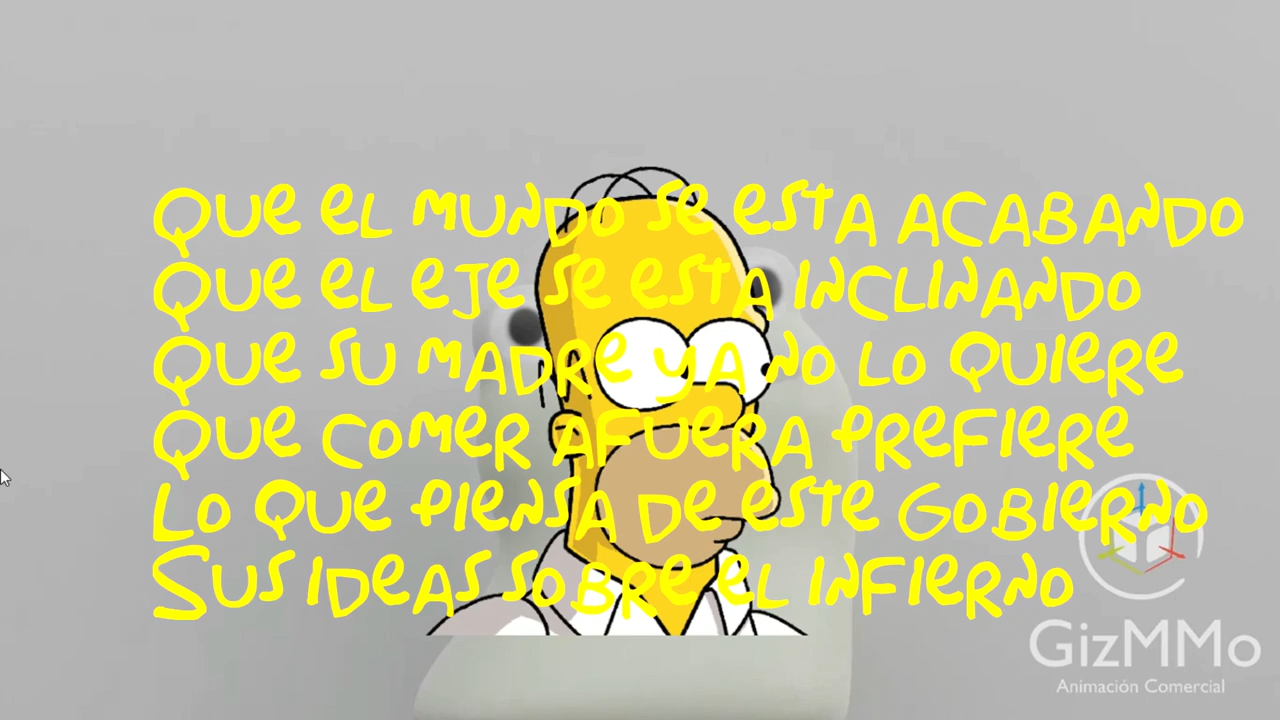 Que el mundo se esta acabando
Que el eje se esta inclinando
Que su madre ya no lo quiere
Que comer afuera prefiere
Lo que piensa de este Gobierno
Sus ideas sobre el infierno
GizMMo
Animación Comercial